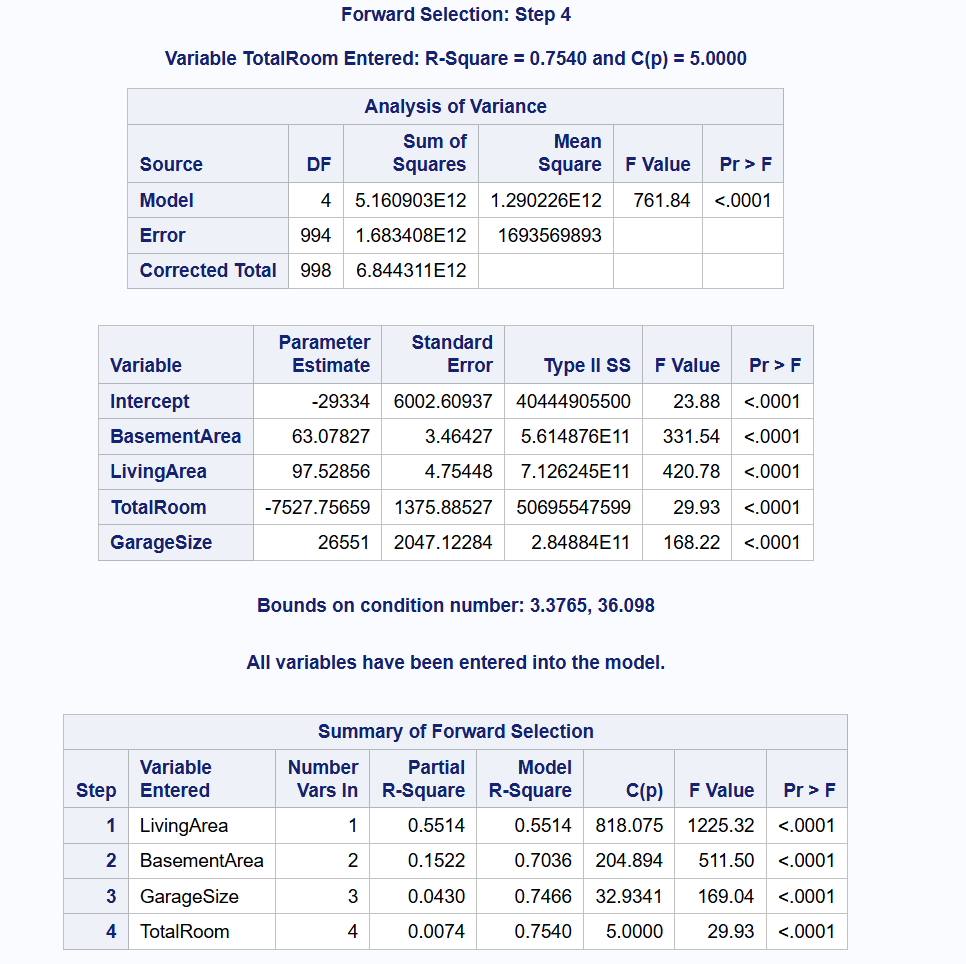 Forward Selection: Step 4
Variable TotalRoom Entered: R-Square = 0.7540 and C(p) = 5.0000
Analysis of Variance
Source DF Sum of Squares Mean Square F Value Pr > F
Model 4 5.160903E12 1.290226E12 761.84 <.0001
Error 994 1.683408E12 1693569893
Corrected Total 998 6.844311E12
Variable Parameter Estimate Standard Error Type II SS F Value Pr > F
Intercept -29334 6002.60937 40444905500 23.88 <.0001
BasementArea 63.07827 3.46427 5.614876E11 331.54 <.0001
LivingArea 97.52856 4.75448 7.126245E11 420.78 <.0001
TotalRoom -7527.75659 1375.88527 50695547599 29.93 <.0001
GarageSize 26551 2047.12284 2.84884E11 168.22 <.0001
Bounds on condition number: 3.3765, 36.098
All variables have been entered into the model.
Summary of Forward Selection
Step Variable Entered Number Vars In Partial R-Square Model R-Square C(p) F Value Pr > F
1 LivingArea 1 0.5514 0.5514 818.075 1225.32 <.0001
2 BasementArea 2 0.1522 0.7036 204.894 511.50 <.0001
3 GarageSize 3 0.0430 0.7466 32.9341 169.04 <.0001
4 TotalRoom 4 0.0074 0.7540 5.0000 29.93 <.0001